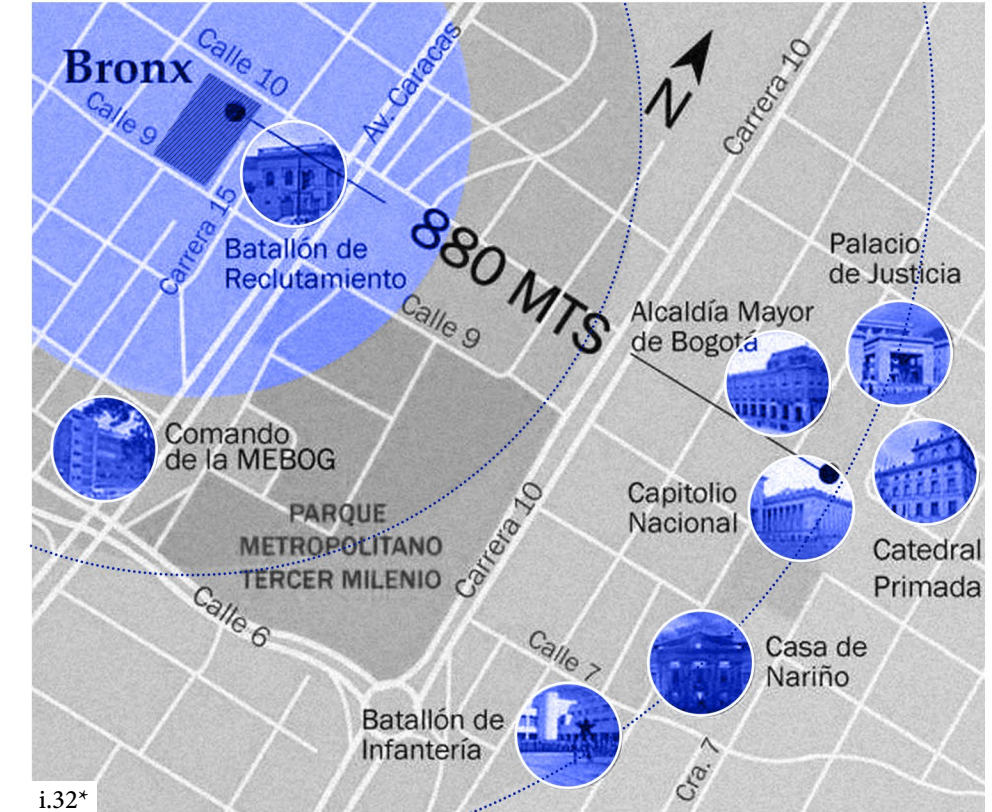 Bronx
Calle 10
Calle 9
Av. Caracas
Carrera 15
Batallón de
Reclutamiento
N
Carrera 10
880 MTS
Calle 9
Palacio
de Justicia
Alcaldía Mayor
de Bogotá
Comando
de la MEBOG
Capitolio
Nacional
PARQUE
METROPOLITANO
TERCER MILENIO
Carrera 10
Catedral
Primada
Calle 6
Calle 7
Casa de
Nariño
Batallón de
Infantería
Cra. 7
i.32*